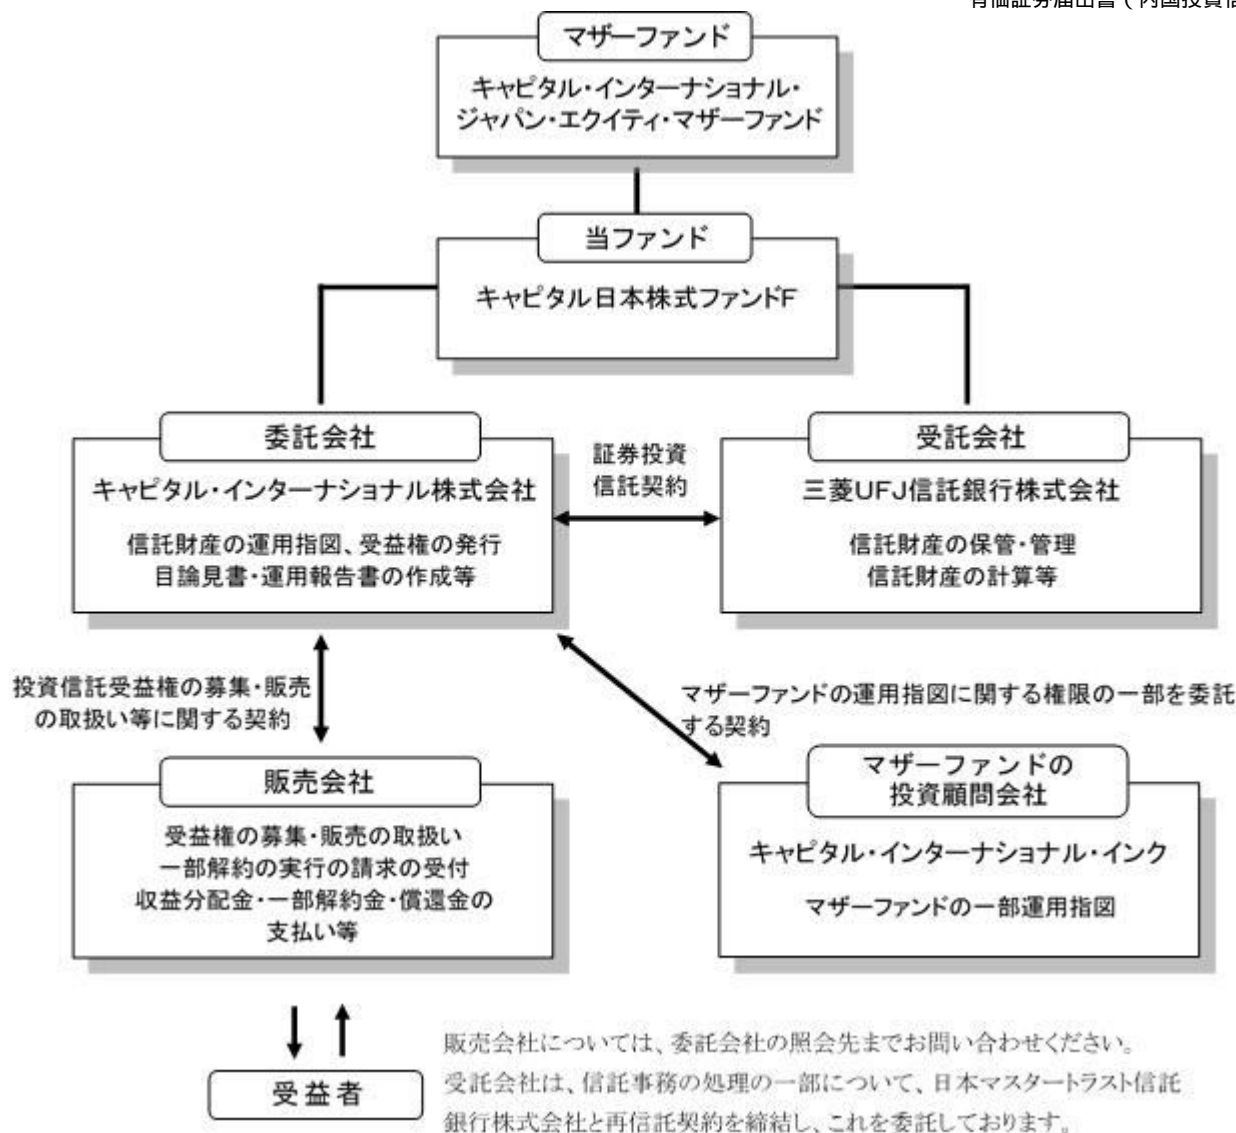 有価証券届出書(内国投資信
マザーファンド
キャピタル・インターナショナル・
ジャパン・エクイティ・マザーファンド
当ファンド
キャピタル日本株式ファンドF
委託会社
キャピタル・インターナショナル株式会社
信託財産の運用指図、受益権の発行
目論見書・運用報告書の作成等
証券投資
信託契約
受託会社
三菱UFJ信託銀行株式会社
信託財産の保管・管理
信託財産の計算等
投資信託受益権の募集・販売
の取扱い等に関する契約
マザーファンドの運用指図に関する権限の一部を委託
する契約
販売会社
受益権の募集・販売の取扱い
一部解約の実行の請求の受付
収益分配金・一部解約金・償還金の
支払い等
マザーファンドの
投資顧問会社
キャピタル・インターナショナル・インク
マザーファンドの一部運用指図
受益者
販売会社については、委託会社の照会先までお問い合わせください。
受託会社は、信託事務の処理の一部について、日本マスタートラスト信託
銀行株式会社と再信託契約を締結し、これを委託しております。